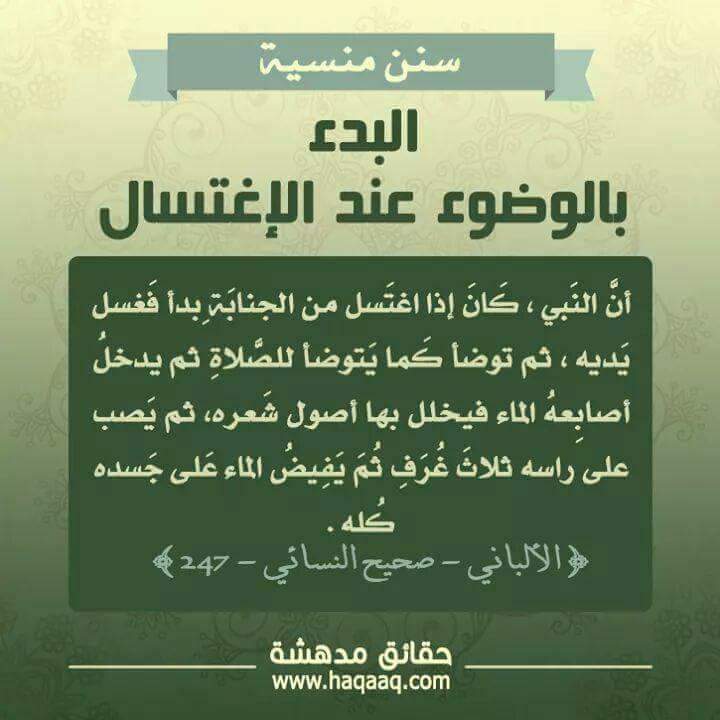 سنن منسية
البدء
بالوضوء عند الإغتسال
أنَّ النَبي ، كَانَ إذا اغتَسل من الجنابَةِ بدأ فَغسل
يَديه ، ثم توضأ كَما يَتوضأ للصَّلاةِ ثم يدخلُ
أصابِعهُ الماء فيخلل بها أصول شَعره، ثم يَصب
على راسه ثلاثَ غُرَفِ ثُمَ يَفِيضُ الماء عَلى جَسده
كُله .
﴿ الألباني - صحيح النسائي - 247 ﴾
حقائق مدهشة
www.haqaaq.com